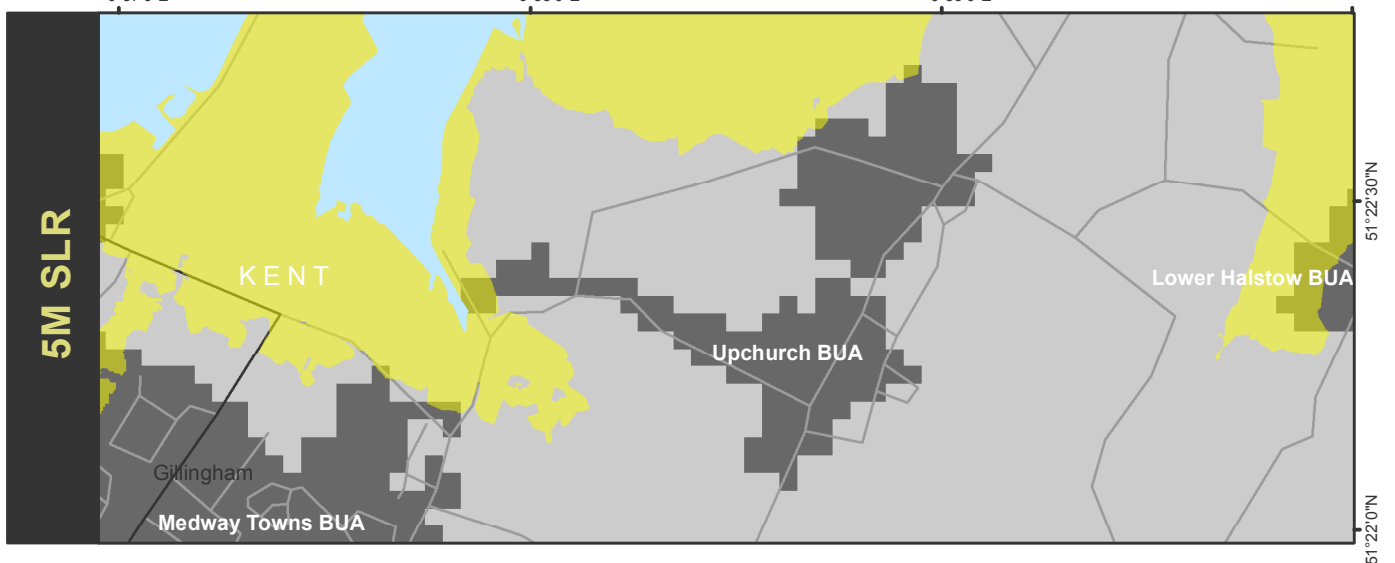 5M SLR
KENT
51°22'30"N
Lower Halstow BUA
Upchurch BUA
Gillingham
Medway Towns BUA
51°22'0"N